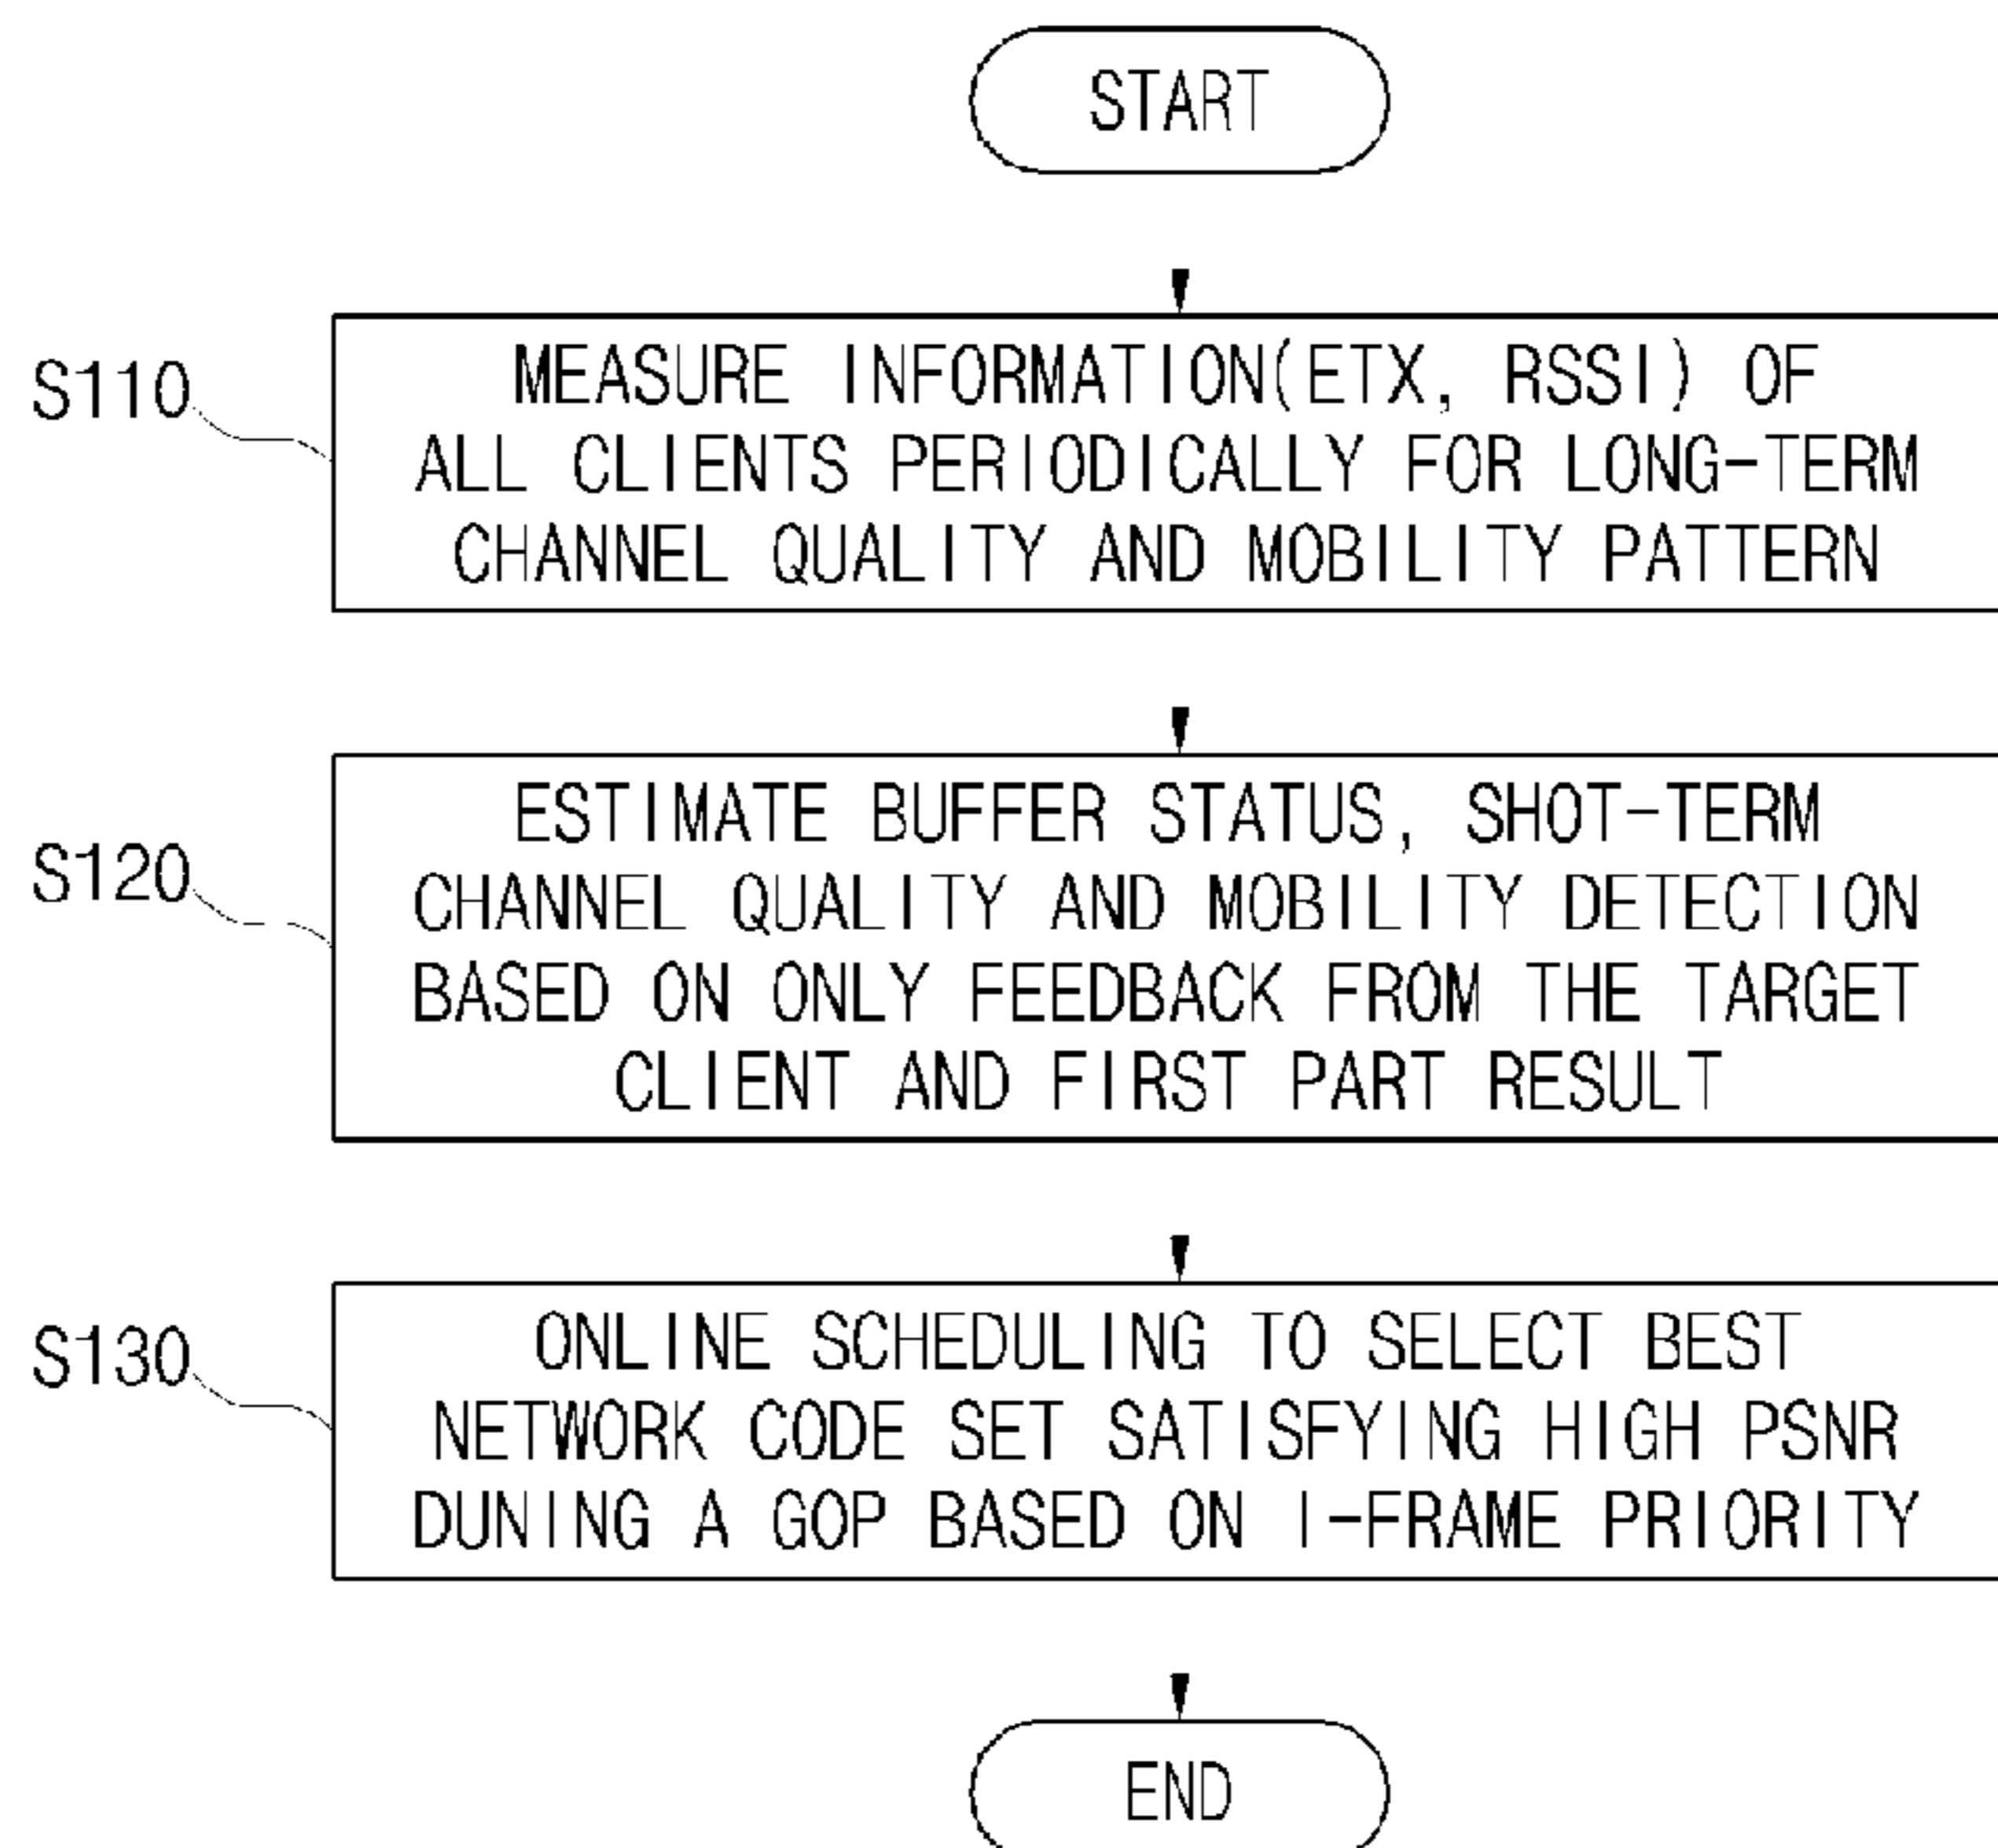 START
S110
MEASURE INFORMATION(ETX, RSSI) OF
ALL CLIENTS PERIODICALLY FOR LONG-TERM
CHANNEL QUALITY AND MOBILITY PATTERN
S120
ESTIMATE BUFFER STATUS, SHOT-TERM
CHANNEL QUALITY AND MOBILITY DETECTION
BASED ON ONLY FEEDBACK FROM THE TARGET
CLIENT AND FIRST PART RESULT
S130
ONLINE SCHEDULING TO SELECT BEST
NETWORK CODE SET SATISFYING HIGH PSNR
DUNING A GOP BASED ON I-FRAME PRIORITY
END